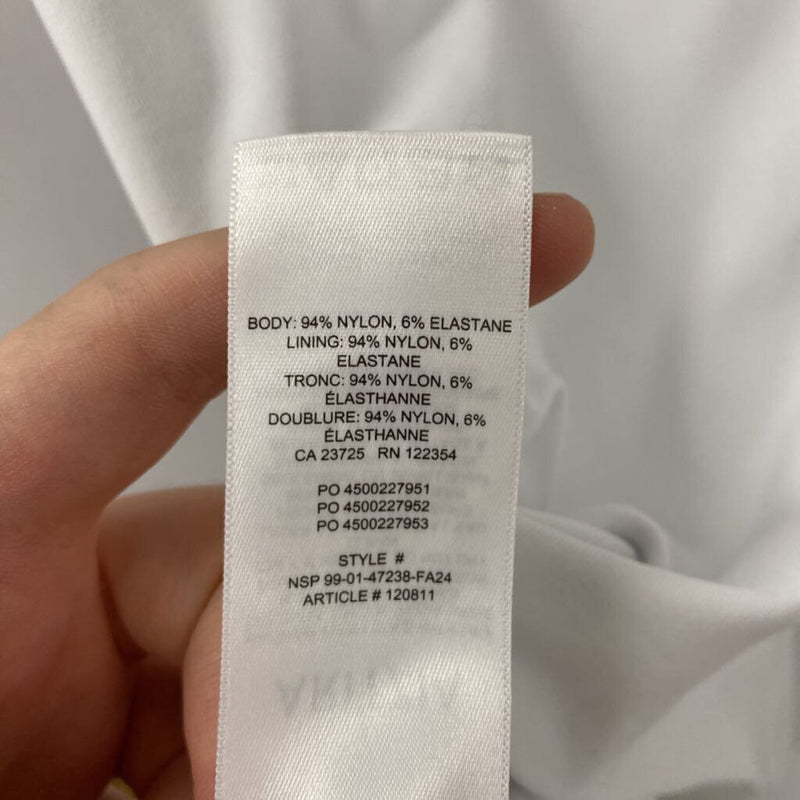 BODY: 94% NYLON, 6% ELASTANE
LINING: 94% NYLON, 6%
ELASTANE
TRONC: 94% NYLON, 6%
ÉLASTHANNE
DOUBLURE: 94% NYLON, 6%
ÉLASTHANNE
CA 23725 RN 122354
PO 4500227951
PO 4500227952
PO 4500227953
STYLE #
NSP 99-01-47238-FA24
ARTICLE # 120811